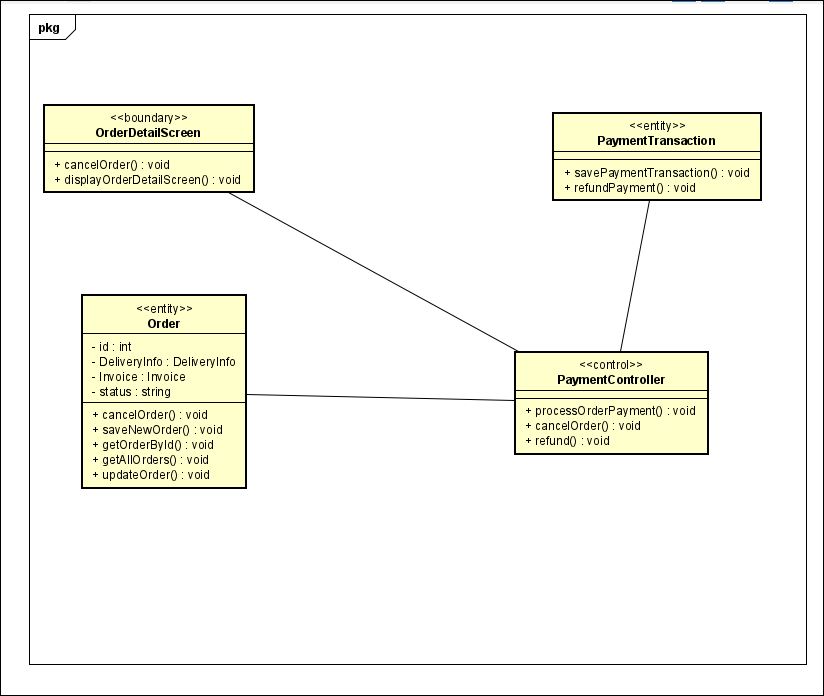 pkg
<<boundary>>
OrderDetailScreen
+ cancelOrder() : void
+ displayOrderDetailScreen() : void
<<entity>>
PaymentTransaction
+ savePaymentTransaction() : void
+ refundPayment() : void
<<entity>>
Order
- id : int
- DeliveryInfo : DeliveryInfo
- Invoice : Invoice
- status : string
+ cancelOrder() : void
+ saveNewOrder() : void
+ getOrderById() : void
+ getAllOrders() : void
+ updateOrder() : void
<<control>>
PaymentController
+ processOrderPayment() : void
+ cancelOrder() : void
+ refund() : void